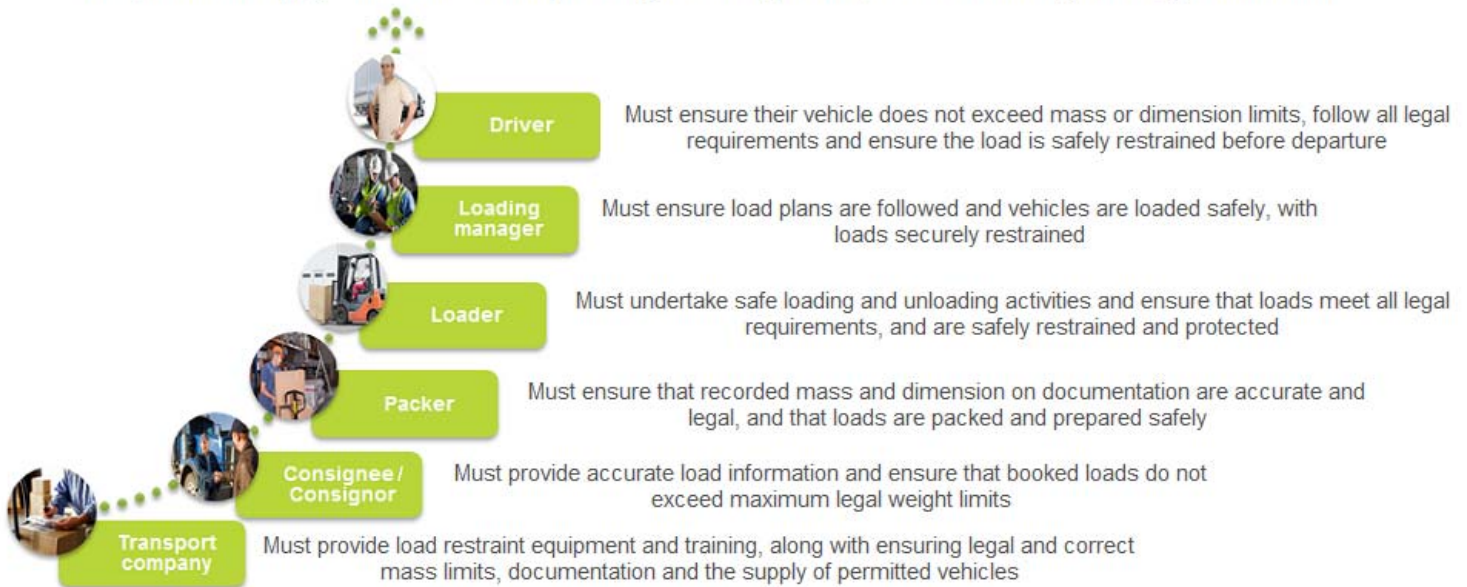 Driver
Must ensure their vehicle does not exceed mass or dimension limits, follow all legal
requirements and ensure the load is safely restrained before departure
Loading
manager
Must ensure load plans are followed and vehicles are loaded safely, with
loads securely restrained
Loader
Must undertake safe loading and unloading activities and ensure that loads meet all legal
requirements, and are safely restrained and protected
Packer
Must ensure that recorded mass and dimension on documentation are accurate and
legal, and that loads are packed and prepared safely
Consignee /
Consignor
Must provide accurate load information and ensure that booked loads do not
exceed maximum legal weight limits
Transport
company
Must provide load restraint equipment and training, along with ensuring legal and correct
mass limits, documentation and the supply of permitted vehicles